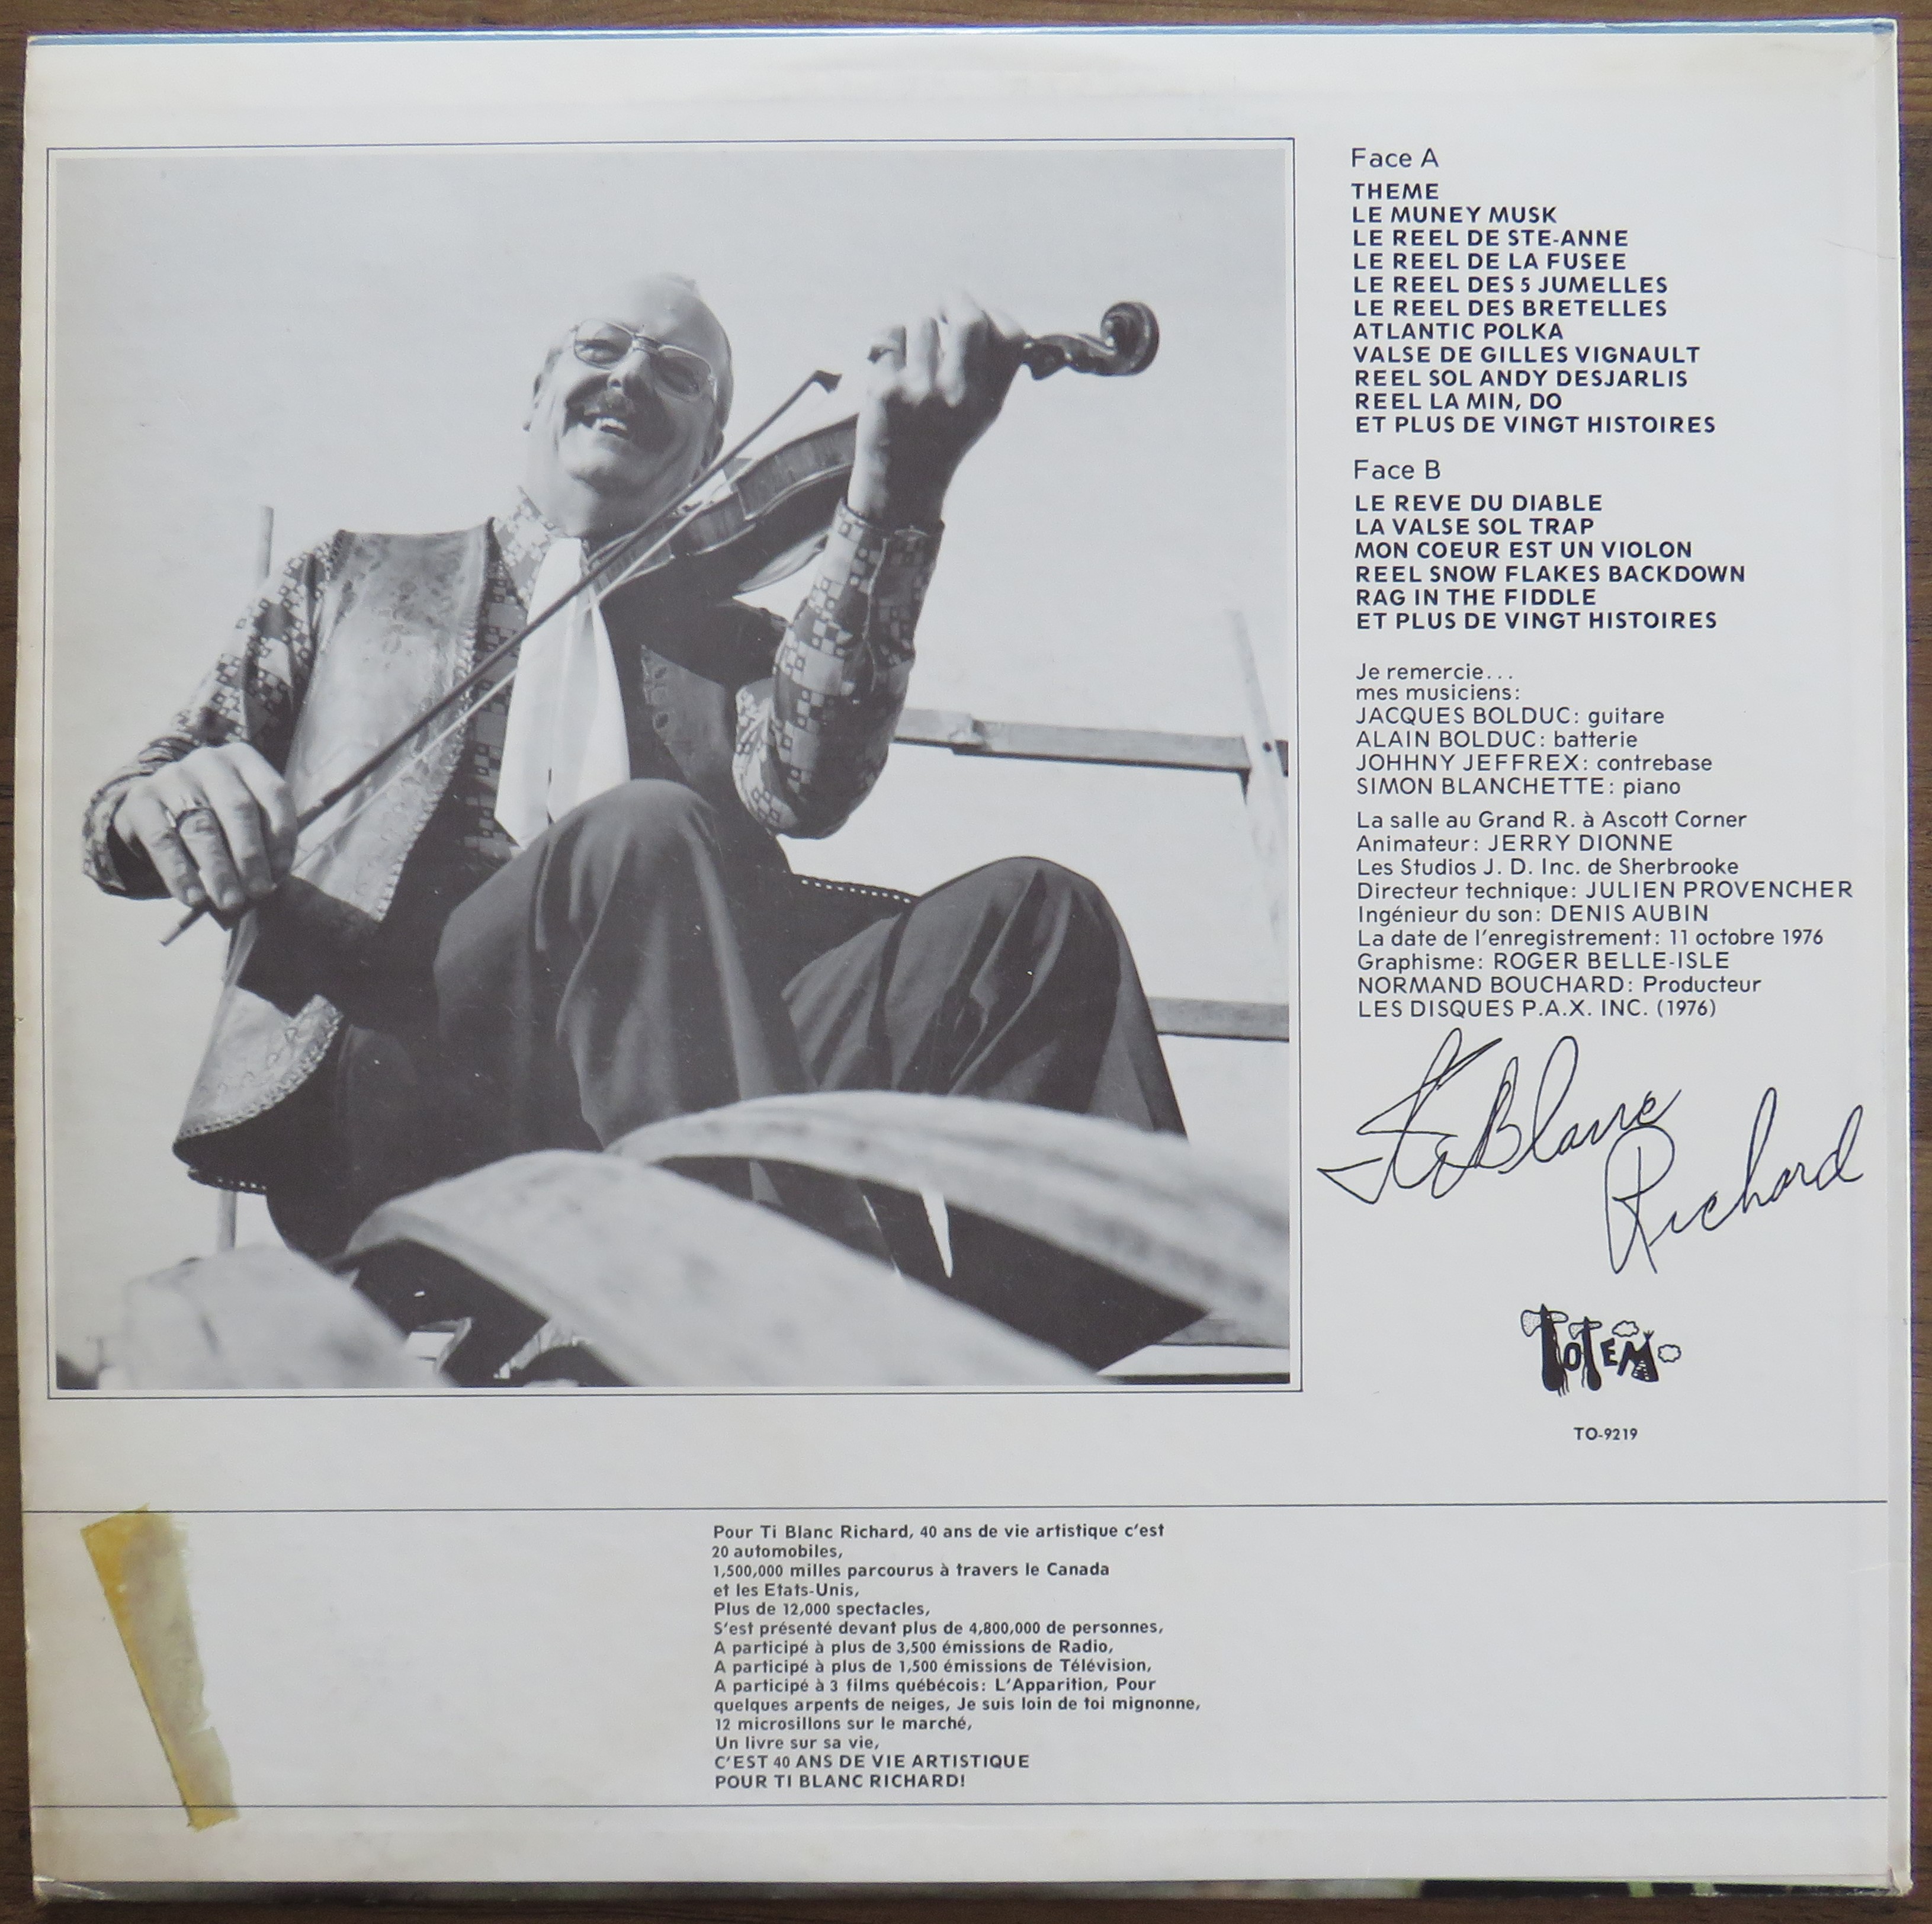 Face A
THEME
LE MUNEY MUSK
LE REEL DE STE-ANNE
LE REEL DE LA FUSEE
LE REEL DES 5 JUMELLES
LE REEL DES BRETELLES
ATLANTIC POLKA
VALSE DE GILLES VIGNAULT
REEL SOL ANDY DESJARLIS
REEL LA MIN, DO
ET PLUS DE VINGT HISTOIRES
Face B
LE REVE DU DIABLE
LA VALSE SOL TRAP
MON COEUR EST UN VIOLON
REEL SNOW FLAKES BACKDOWN
RAG IN THE FIDDLE
ET PLUS DE VINGT HISTOIRES
Je remercie...
mes musiciens:
JACQUES BOLDUC: guitare
ALAIN BOLDUC: batterie
JOHHNY JEFFREX: contrebase
SIMON BLANCHETTE: piano
La salle au Grand R. à Ascott Corner
Animateur: JERRY DIONNE
Les Studios J. D. Inc. de Sherbrooke
Directeur technique: JULIEN PROVENCHER
Ingénieur du son: DENIS AUBIN
La date de l'enregistrement: 11 octobre 1976
Graphisme: ROGER BELLE-ISLE
NORMAND BOUCHARD: Producteur
LES DISQUES P.A.X. INC. (1976)
Ti Blanc
Richard
TOTEM
TO-9219
Pour Ti Blanc Richard, 40 ans de vie artistique c'est
20 automobiles,
1,500,000 milles parcourus à travers le Canada
et les Etats-Unis,
Plus de 12,000 spectacles,
S'est présenté devant plus de 4,800,000 de personnes,
A participé à plus de 3,500 émissions de Radio,
A participé à plus de 1,500 émissions de Télévision,
A participé à 3 films québécois: L'Apparition, Pour
quelques arpents de neiges, Je suis loin de toi mignonne,
12 microsillons sur le marché,
Un livre sur sa vie,
C'EST 40 ANS DE VIE ARTISTIQUE
POUR TI BLANC RICHARD!